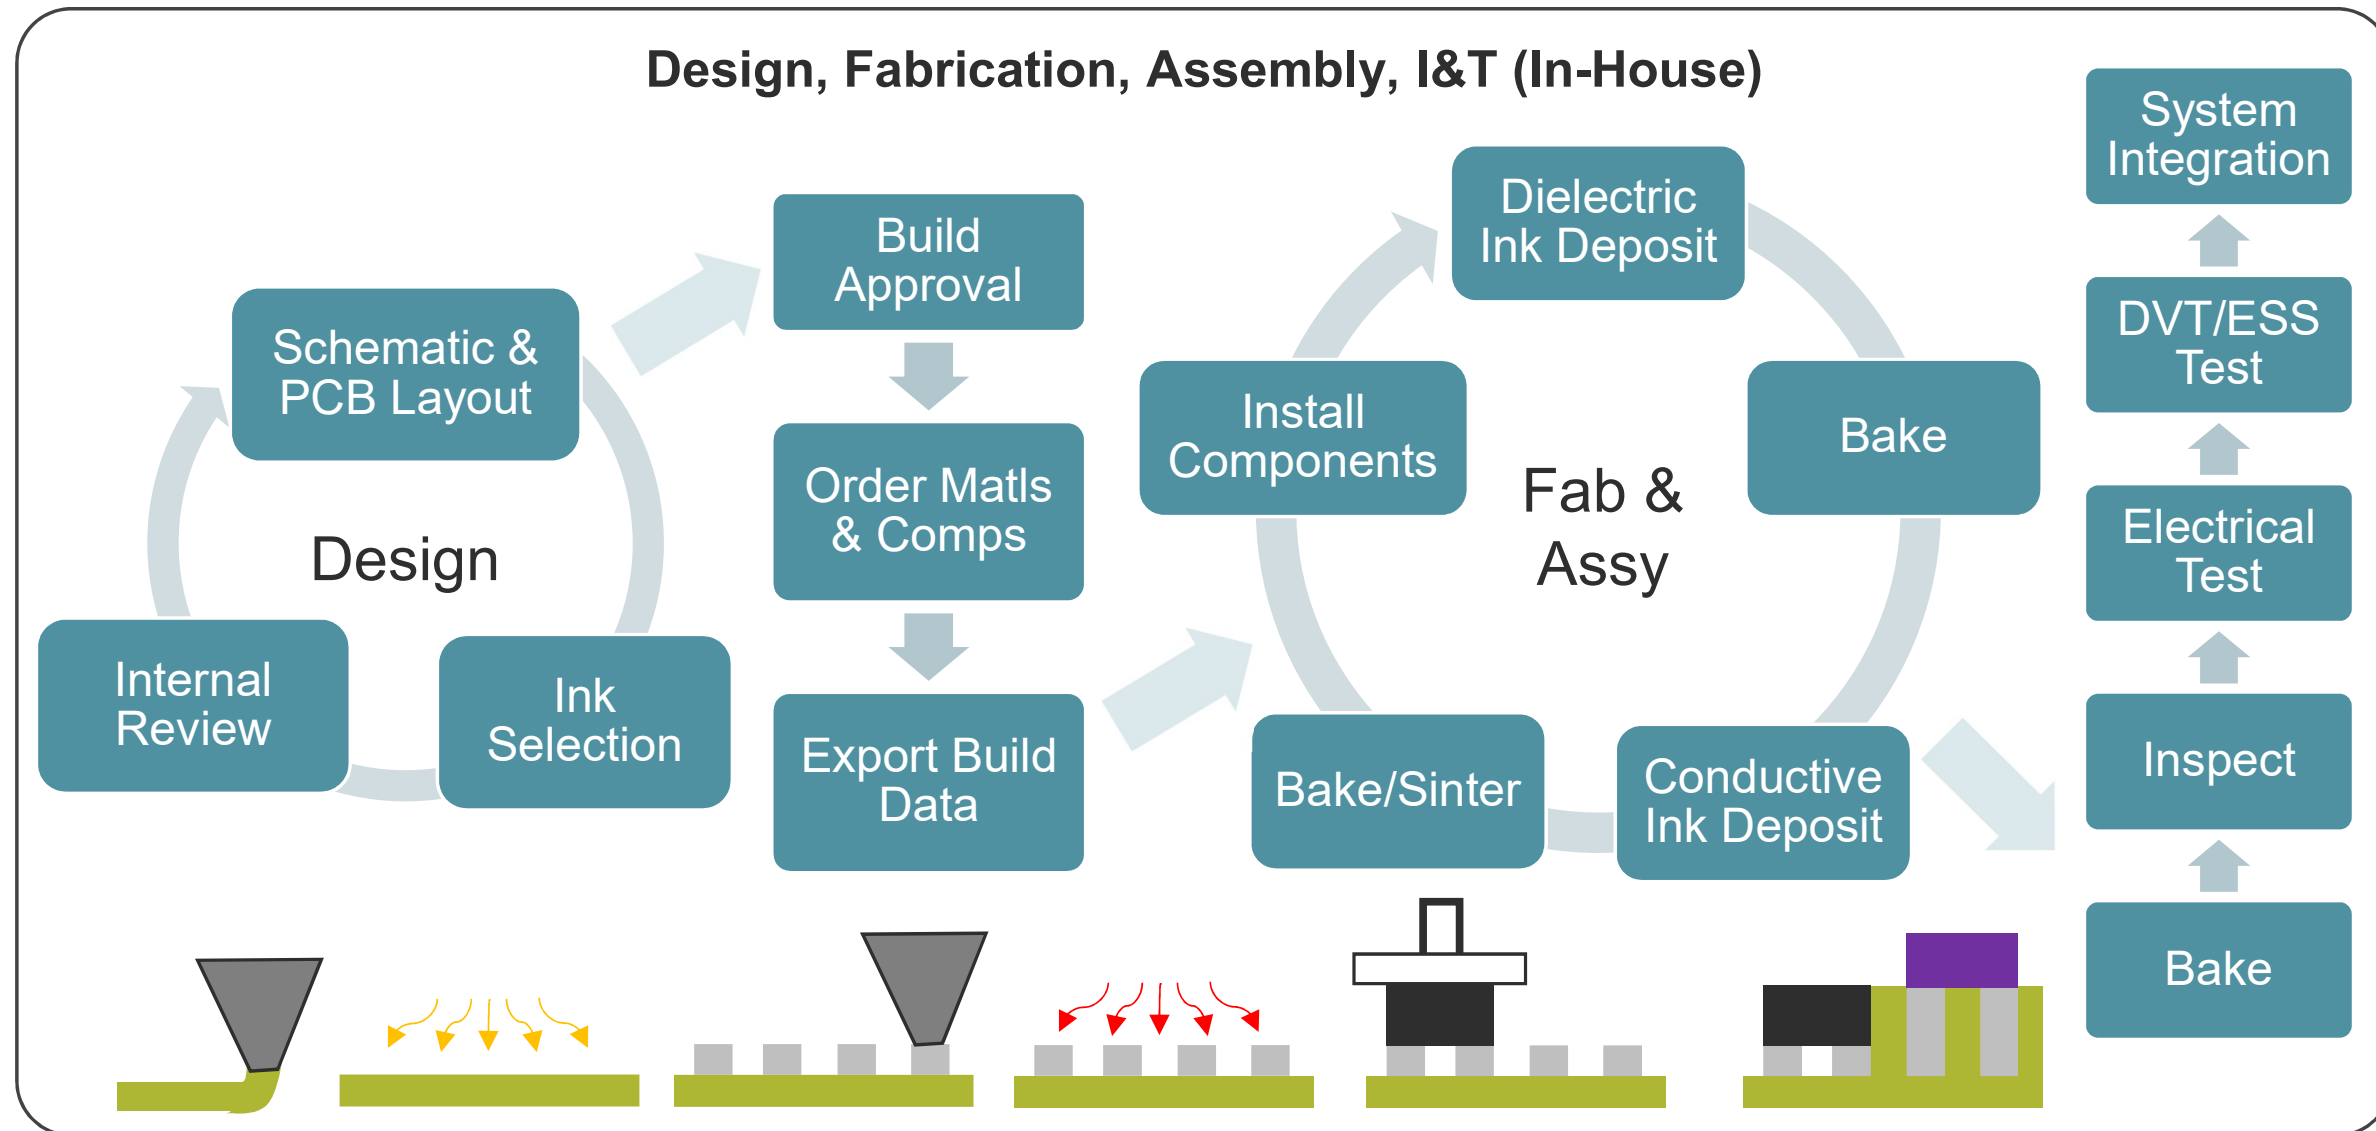 Design, Fabrication, Assembly, I&T (In-House)
Schematic &
PCB Layout
Design
Internal
Review
Ink
Selection
Build
Approval
Order Matls
& Comps
Export Build
Data
Dielectric
Ink Deposit
Install
Components
Bake
Fab &
Assy
Bake/Sinter
Conductive
Ink Deposit
System
Integration
DVT/ESS
Test
Electrical
Test
Inspect
Bake